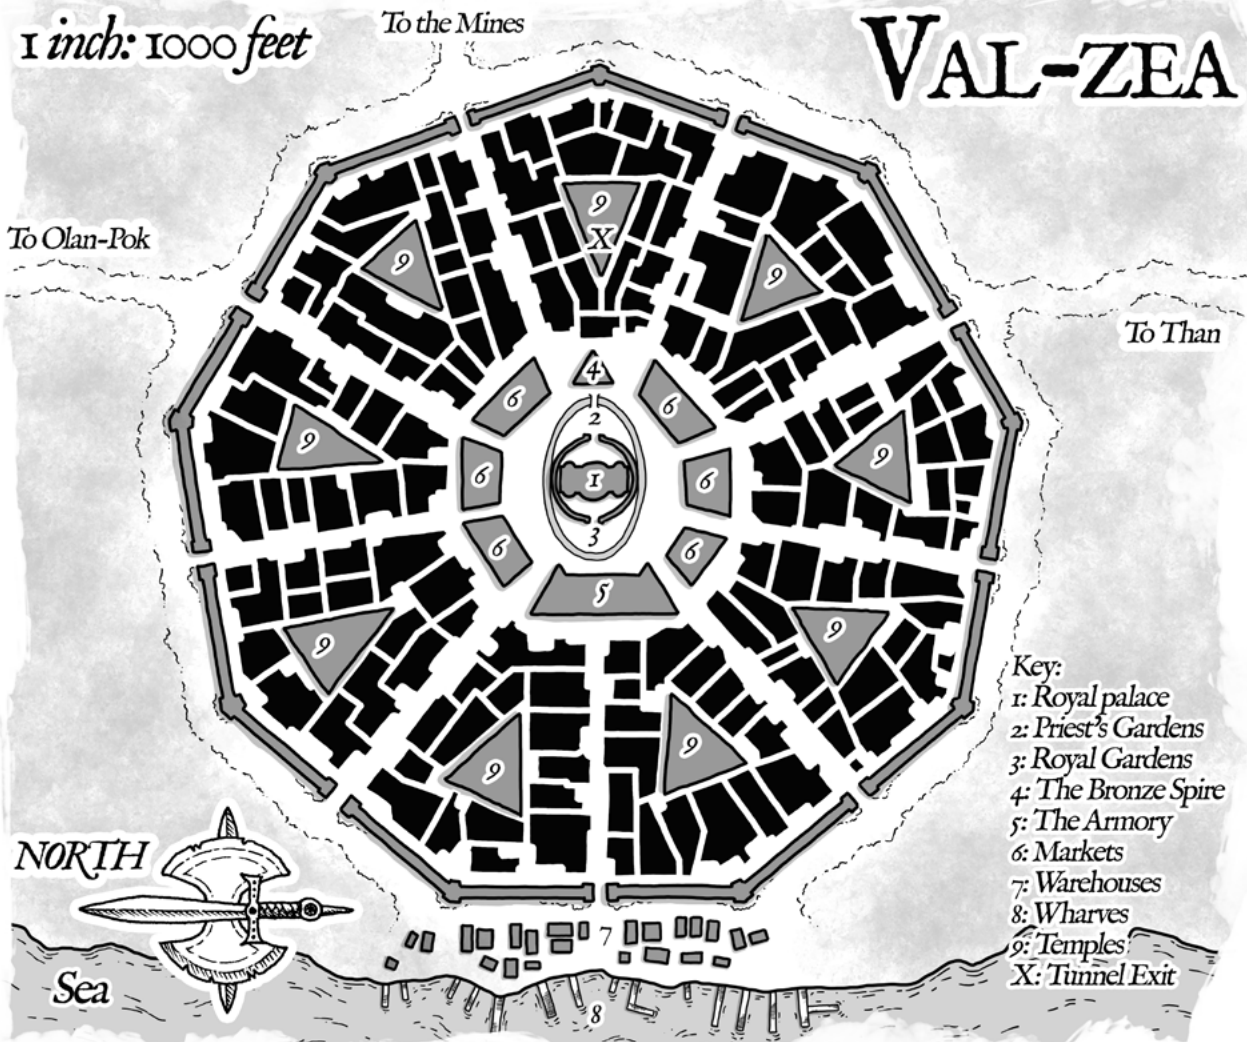 1 inch: 1000 feet
To the Mines
VAL-ZEA
To Olan-Pok
To Than
9
X
9
9
9
9
4
6
6
2
6
1
6
6
3
6
5
9
9
9
9
Key:
1: Royal palace
2: Priest's Gardens
3: Royal Gardens
4: The Bronze Spire
5: The Armory
6: Markets
7: Warehouses
8: Wharves
9: Temples
X: Tunnel Exit
NORTH
7
Sea
8